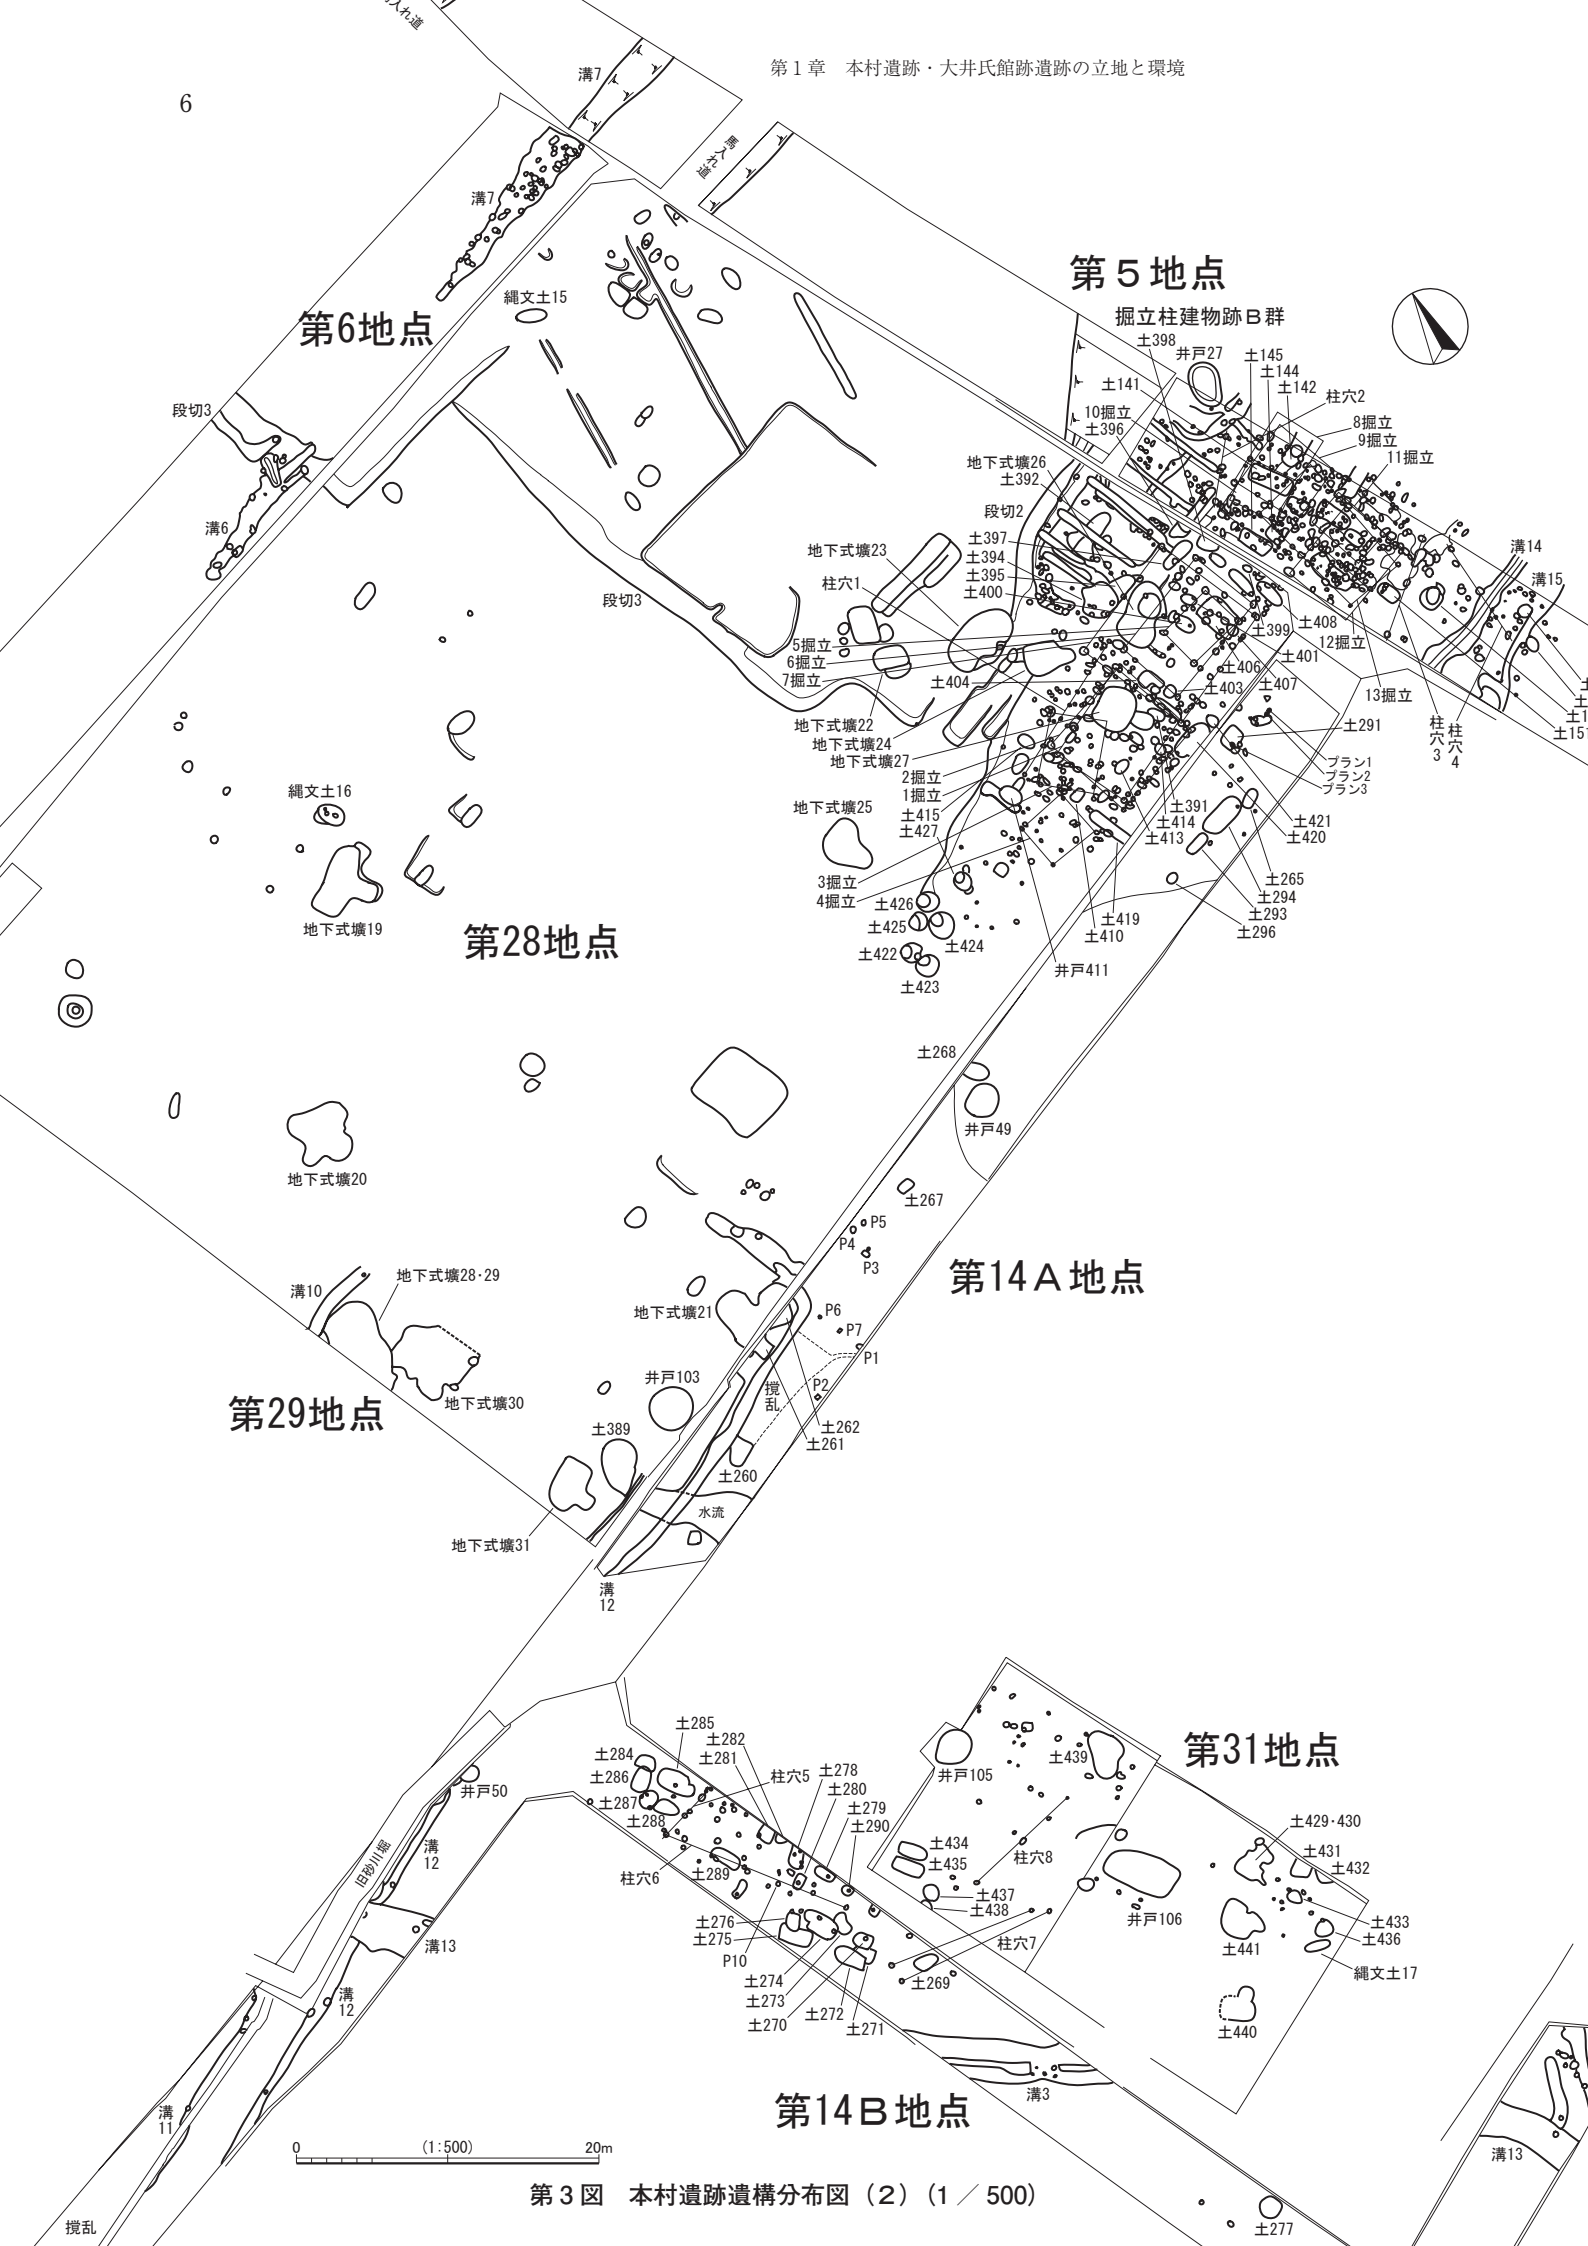 第1章　本村遺跡・大井氏館跡遺跡の立地と環境
6
溝7
馬入れ道
溝7
第6地点
縄文土15
段切3
溝6
段切3
第５地点
掘立柱建物跡Ｂ群
土398
井戸27
土145
土144
土142
土141
柱穴2
10掘立
土396
8掘立
9掘立
11掘立
地下式壙26
土392
段切2
土397
土394
土395
土400
溝14
溝15
地下式壙23
柱穴1
5掘立
6掘立
7掘立
土404
地下式壙22
地下式壙24
地下式壙27
2掘立
1掘立
土415
土427
土399
土408
12掘立
土401
土406
土403
土407
13掘立
柱穴3
柱穴4
土151
土291
プラン1
プラン2
プラン3
地下式壙25
3掘立
4掘立
土426
土425
土424
土422
土423
土391
土414
土413
土421
土420
土265
土294
土293
土296
土419
土410
井戸411
縄文土16
地下式壙19
第28地点
土268
井戸49
土267
P5
P4
P3
地下式壙20
第14Ａ地点
溝10
地下式壙28・29
地下式壙21
P6
P7
P1
P2
撹乱
土262
土261
土260
井戸103
土389
地下式壙30
第29地点
地下式壙31
水流
溝12
第31地点
土285
土282
土281
土284
土286
土287
土288
柱穴5
土278
土280
土279
土290
柱穴6
土289
土276
土275
P10
土274
土273
土270
土272
土271
土269
井戸105
土439
土434
土435
土437
土438
柱穴8
柱穴7
井戸106
土429・430
土431
土432
土433
土436
土441
縄文土17
土440
井戸50
溝12
旧砂川堀
溝13
溝12
溝11
溝3
第14Ｂ地点
溝13
土277
撹乱
0
(1:500)
20m
第３図　本村遺跡遺構分布図（２）（1 ／ 500）